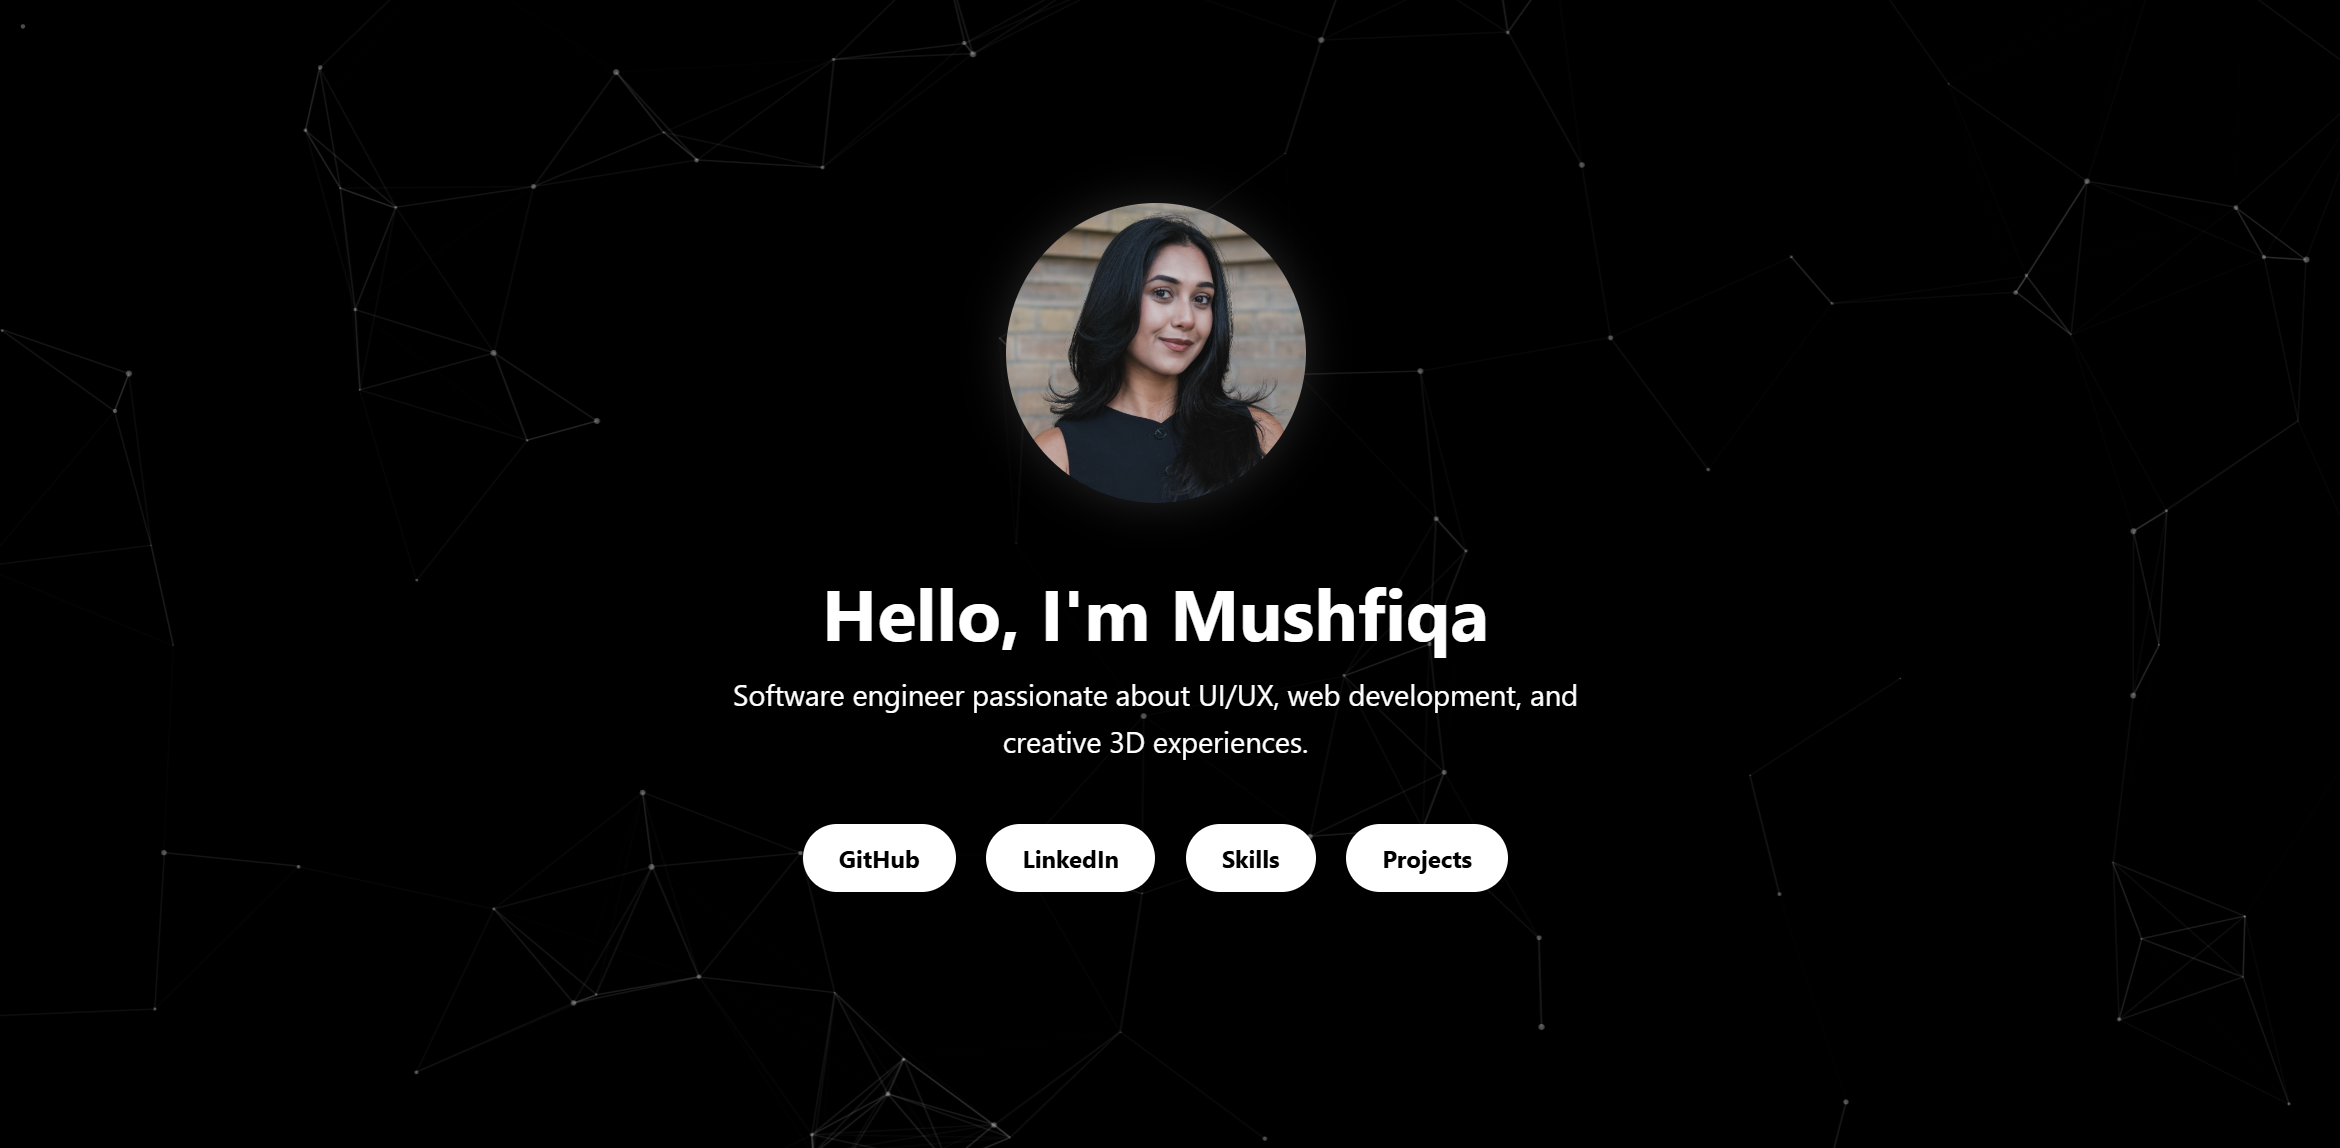 Hello, I'm Mushfiqa
Software engineer passionate about UI/UX, web development, and
creative 3D experiences.
GitHub
LinkedIn
Skills
Projects